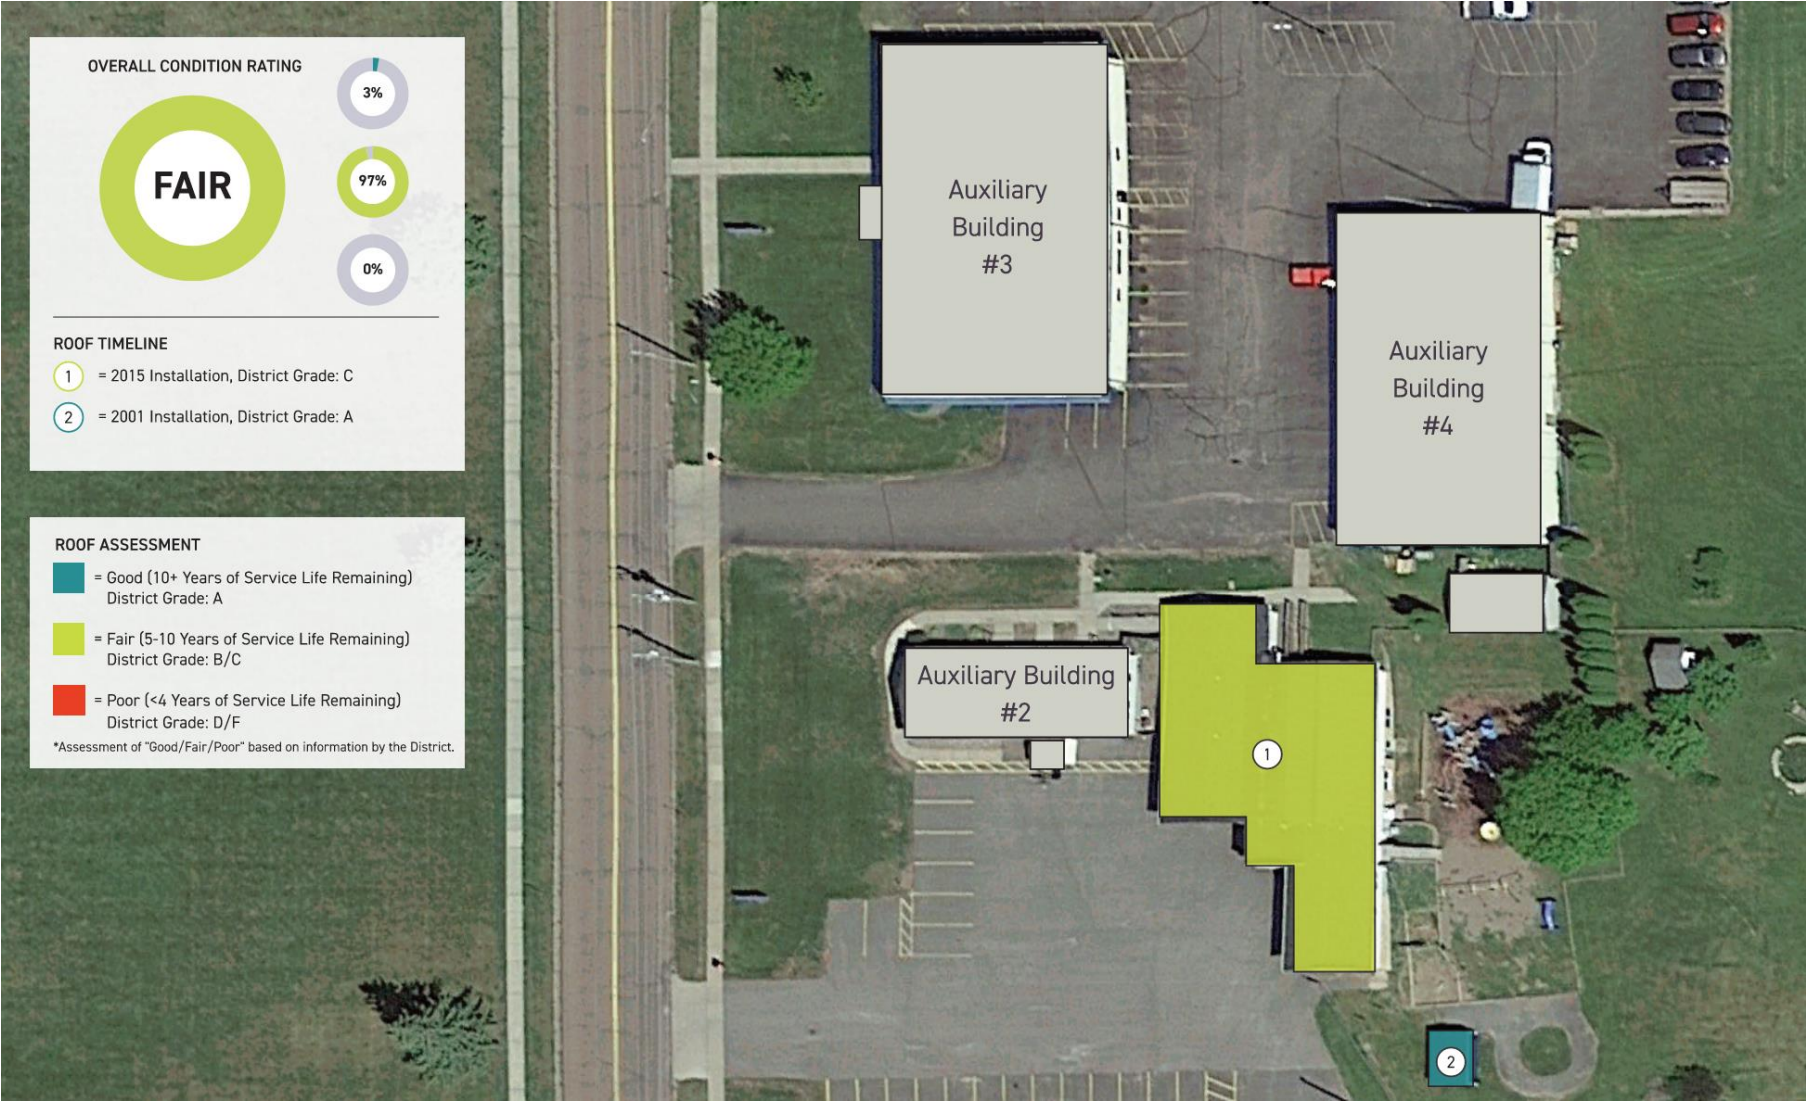 OVERALL CONDITION RATING
FAIR
3%
97%
0%
ROOF TIMELINE
1 = 2015 Installation, District Grade: C
2 = 2001 Installation, District Grade: A
ROOF ASSESSMENT
= Good (10+ Years of Service Life Remaining)
District Grade: A
= Fair (5-10 Years of Service Life Remaining)
District Grade: B/C
= Poor (<4 Years of Service Life Remaining)
District Grade: D/F
*Assessment of "Good/Fair/Poor" based on information by the District.
Auxiliary
Building
#3
Auxiliary
Building
#4
Auxiliary Building
#2
1
2